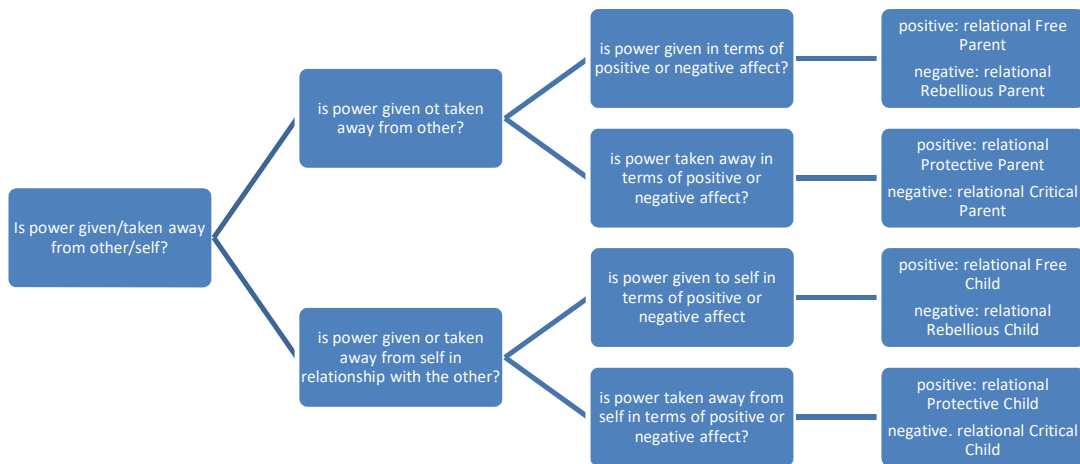 Is power given/taken away
from other/self?
is power given ot taken
away from other?
is power given in terms of
positive or negative affect?
positive: relational Free
Parent
negative: relational
Rebellious Parent
is power taken away in
terms of positive or
negative affect?
positive: relational
Protective Parent
negative: relational Critical
Parent
is power given or taken
away from self in
relationship with the other?
is power given to self in
terms of positive or
negative affect
positive: relational Free
Child
negative: relational
Rebellious Child
is power taken away from
self in terms of positive or
negative affect?
positive: relational
Protective Child
negative. relational Critical
Child